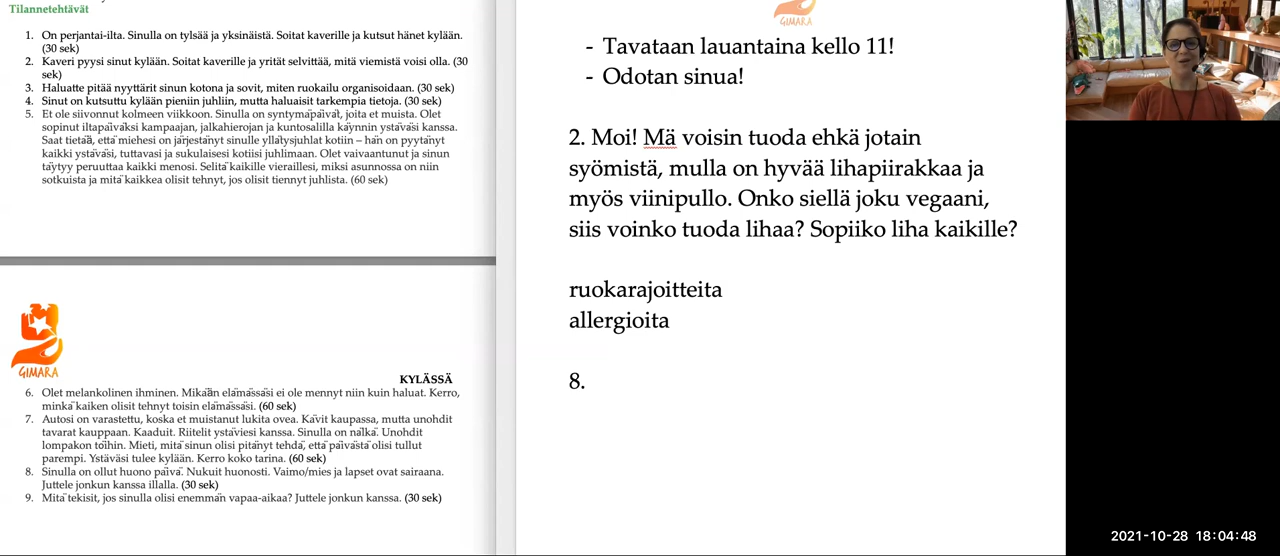 Tilannetehtävät
1. On perjantai-ilta. Sinulla on tylsää ja yksinäistä. Soitat kaverille ja kutsut hänet kylään.
(30 sek)
2. Kaveri pyysi sinut kylään. Soitat kaverille ja yrität selvittää, mitä viemistä voisi olla. (30
sek)
3. Haluatte pitää nyyttärit sinun kotona ja sovit, miten ruokailu organisoidaan. (30 sek)
4. Sinut on kutsuttu kylään pieniin juhliin, mutta haluaisit tarkempia tietoja. (30 sek)
5. Et ole siivonnut kolmeen viikkoon. Sinulla on syntymäpäivät, joita et muista. Olet
sopinut iltapäiväksi kampaajan, jalkahierojan ja kuntosalilla käynnin ystäväsi kanssa.
Saat tietää, että miehesi on järjestänyt sinulle yllätysjuhlat kotiin – hän on pyytänyt
kaikki ystäväsi, tuttavasi ja sukulaisesi kotiisi juhlimaan. Olet vaivaantunut ja sinun
täytyy peruuttaa kaikki menosi. Selitä kaikille vieraillesi, miksi asunnossa on niin
sotkuista ja mitä kaikkea olisit tehnyt, jos olisit tiennyt juhlista. (60 sek)
GIMARA
KYLÄSSÄ
6. Olet melankolinen ihminen. Mikään elämässäsi ei ole mennyt niin kuin haluat. Kerro,
minkä kaiken olisit tehnyt toisin elämässäsi. (60 sek)
7. Autosi on varastettu, koska et muistanut lukita ovea. Kävit kaupassa, mutta unohdit
tavarat kauppaan. Kaaduit. Riitelit ystäviesi kanssa. Sinulla on nälkä. Unohdit
lompakon töihin. Mieti, mitä sinun olisi pitänyt tehdä, että päivästä olisi tullut
parempi. Ystäväsi tulee kylään. Kerro koko tarina. (60 sek)
8. Sinulla on ollut huono päivä. Nukuit huonosti. Vaimo/mies ja lapset ovat sairaana.
Juttele jonkun kanssa illalla. (30 sek)
9. Mitä tekisit, jos sinulla olisi enemmän vapaa-aikaa? Juttele jonkun kanssa. (30 sek)
GIMARA
- Tavataan lauantaina kello 11!
- Odotan sinua!
2. Moi! Mä voisin tuoda ehkä jotain
syömistä, mulla on hyvää lihapiirakkaa ja
myös viinipullo. Onko siellä joku vegaani,
siis voinko tuoda lihaa? Sopiiko liha kaikille?
ruokarajoitteita
allergioita
8.
2021-10-28 18:04:48